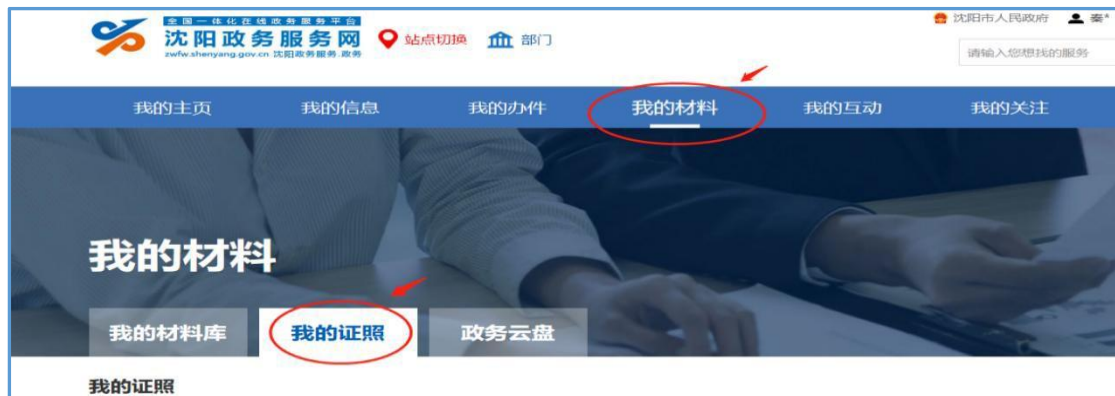 全国一体化在线政务服务平台
沈阳政务服务网
zwfw.shenyang.gov.cn 沈阳政务服务.政务
站点切换
部门
沈阳市人民政府
秦*
请输入您想找的服务
我的主页 我的信息 我的办件 我的材料 我的互动 我的关注
我的材料
我的材料库 我的证照 政务云盘
我的证照